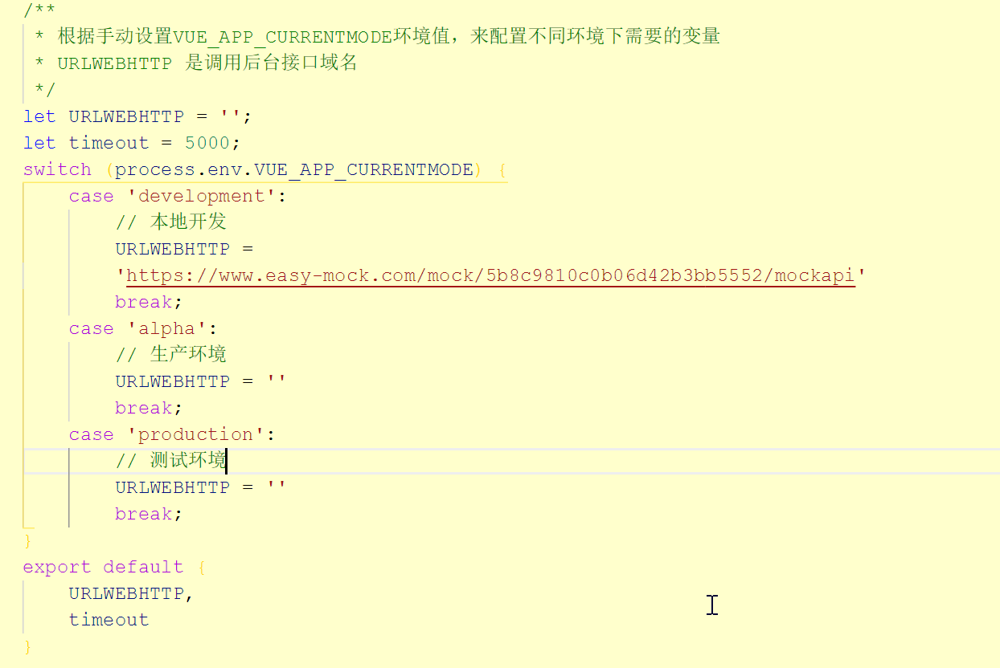 /**
 * 根据手动设置VUE_APP_CURRENTMODE环境值，来配置不同环境下需要的变量
 * URLWEBHTTP 是调用后台接口域名
 */
let URLWEBHTTP = '';
let timeout = 5000;
switch (process.env.VUE_APP_CURRENTMODE) {
    case 'development':
        // 本地开发
        URLWEBHTTP =
        'https://www.easy-mock.com/mock/5b8c9810c0b06d42b3bb5552/mockapi'
        break;
    case 'alpha':
        // 生产环境
        URLWEBHTTP = ''
        break;
    case 'production':
        // 测试环境
        URLWEBHTTP = ''
        break;
}
export default {
    URLWEBHTTP,
    timeout
}